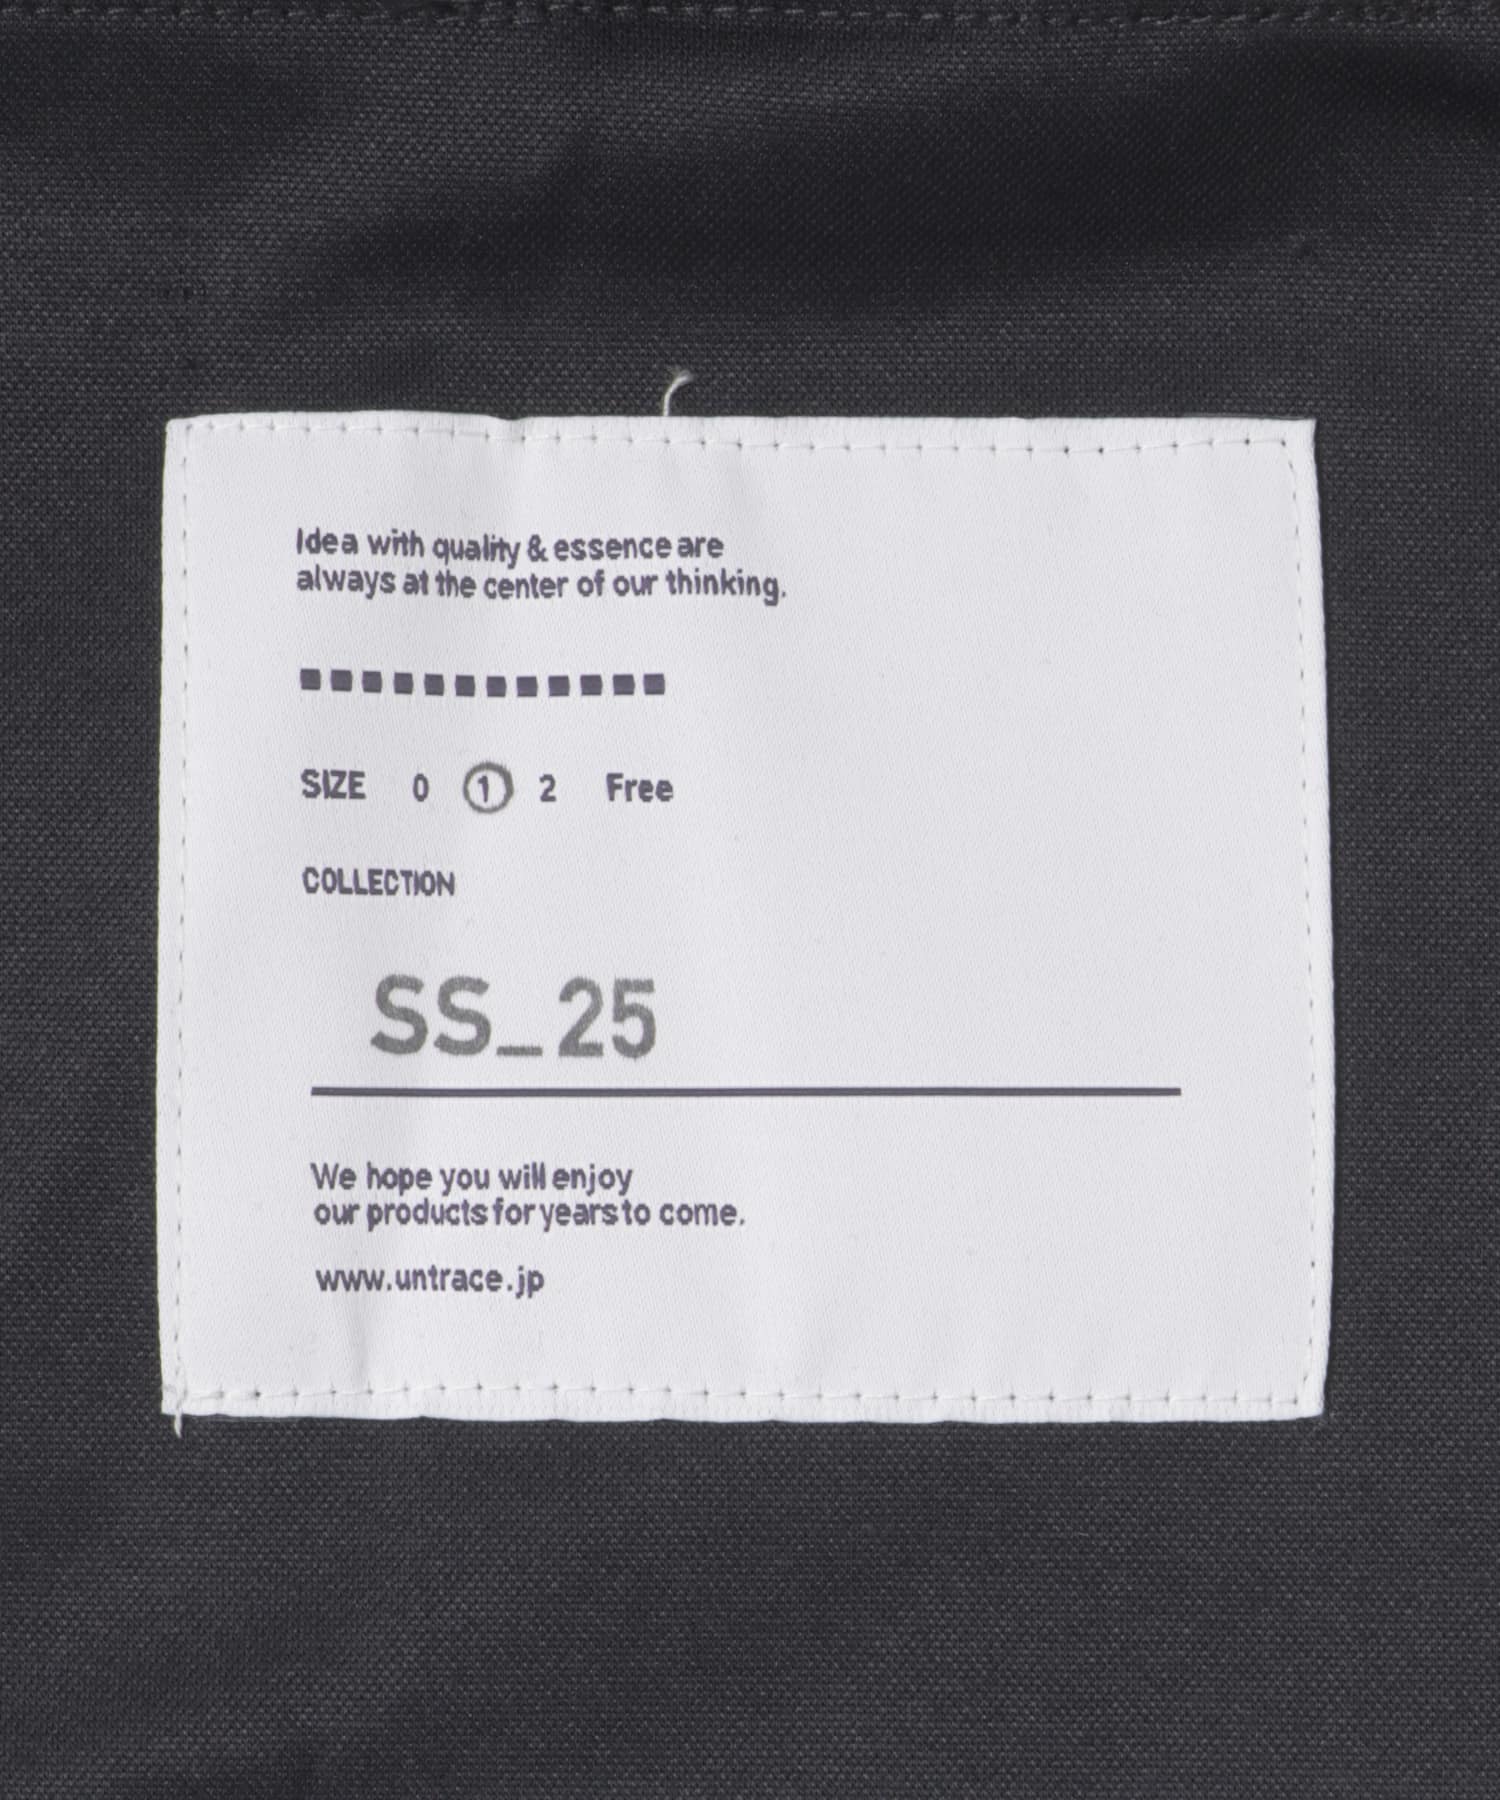 Idea with quality & essence are
always at the center of our thinking.
SIZE 0 1 2 Free
COLLECTION
SS_25
We hope you will enjoy
our products for years to come.
www.untrace.jp